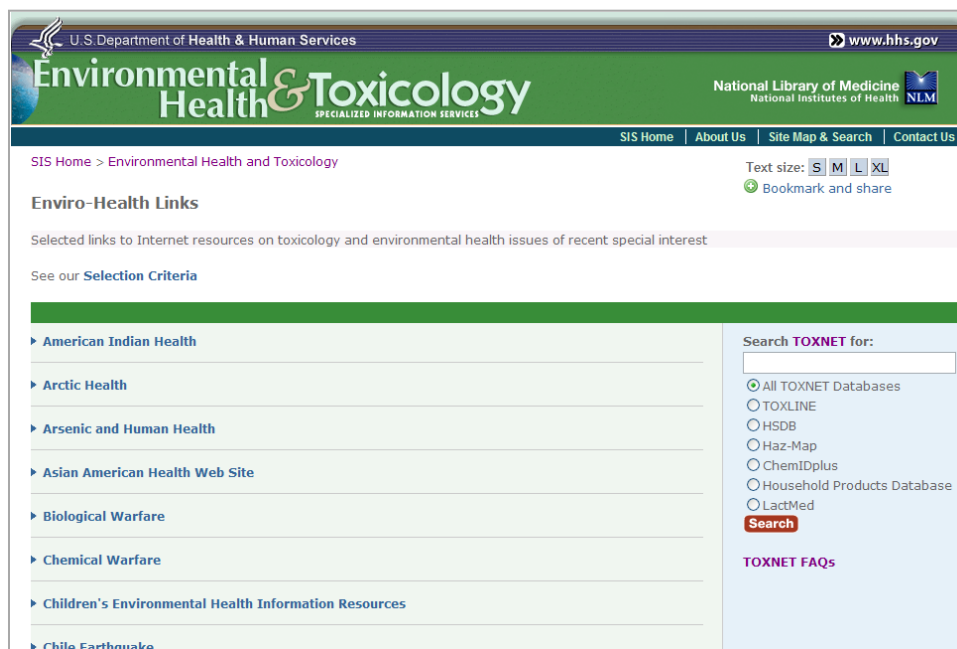 U.S.Department of Health & Human Services
www.hhs.gov
Environmental
Health & Toxicology
SPECIALIZED INFORMATION SERVICES
National Library of Medicine
National Institutes of Health
NLM
SIS Home | About Us | Site Map & Search | Contact Us
SIS Home > Environmental Health and Toxicology
Text size: S M L XL
Bookmark and share
Enviro-Health Links
Selected links to Internet resources on toxicology and environmental health issues of recent special interest
See our Selection Criteria
American Indian Health
Arctic Health
Arsenic and Human Health
Asian American Health Web Site
Biological Warfare
Chemical Warfare
Children's Environmental Health Information Resources
Chile Earthquake
Search TOXNET for:
All TOXNET Databases
TOXLINE
HSDB
Haz-Map
ChemIDplus
Household Products Database
LactMed
Search
TOXNET FAQs